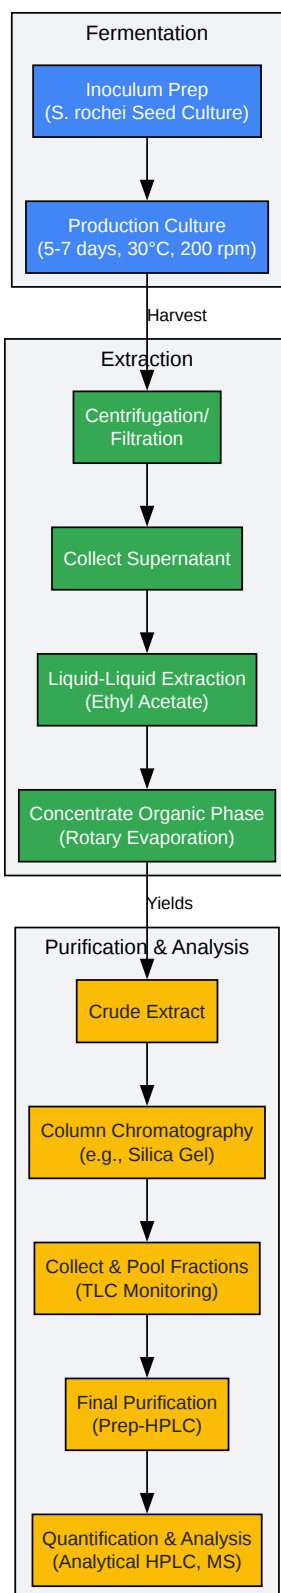 Fermentation
Inoculum Prep
(S. rochei Seed Culture)
Production Culture
(5-7 days, 30°C, 200 rpm)
Harvest
Extraction
Centrifugation/
Filtration
Collect Supernatant
Liquid-Liquid Extraction
(Ethyl Acetate)
Concentrate Organic Phase
(Rotary Evaporation)
Yields
Purification & Analysis
Crude Extract
Column Chromatography
(e.g., Silica Gel)
Collect & Pool Fractions
(TLC Monitoring)
Final Purification
(Prep-HPLC)
Quantification & Analysis
(Analytical HPLC, MS)